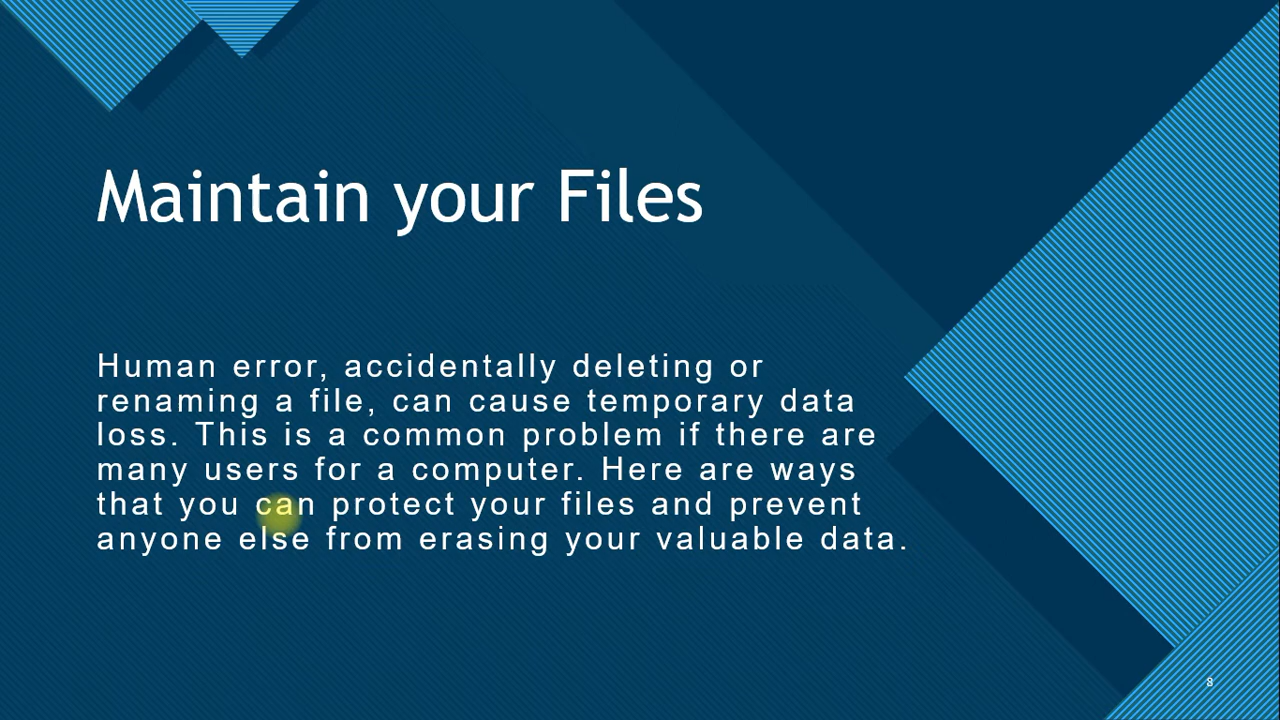 Maintain your Files
Human error, accidentally deleting or
renaming a file, can cause temporary data
loss. This is a common problem if there are
many users for a computer. Here are ways
that you can protect your files and prevent
anyone else from erasing your valuable data.
8